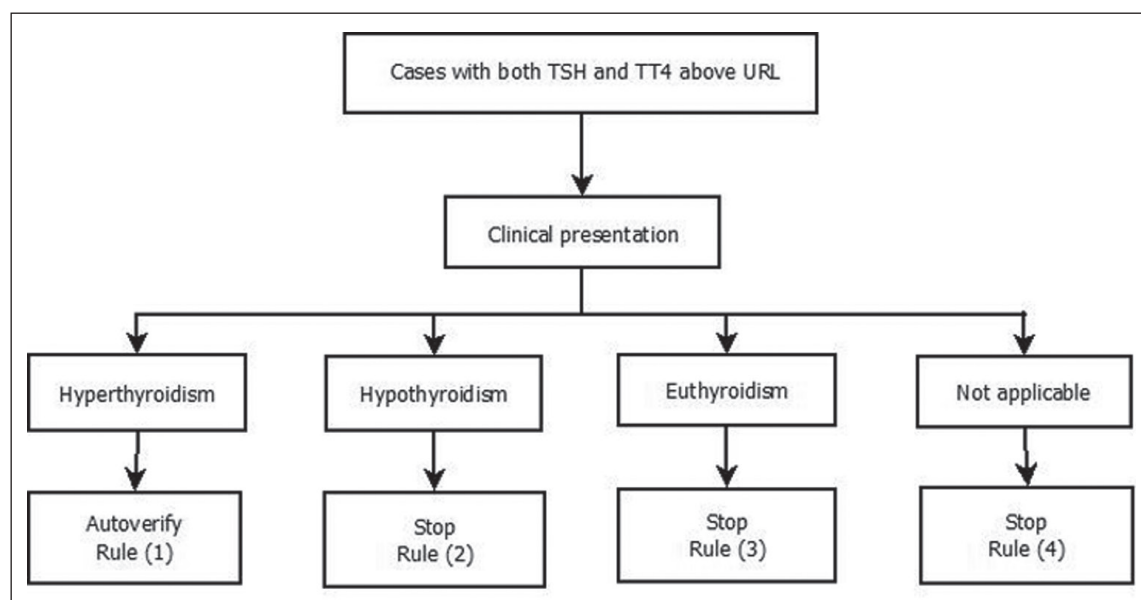 Cases with both TSH and TT4 above URL
Clinical presentation
Hyperthyroidism
Hypothyroidism
Euthyroidism
Not applicable
Autoverify
Rule (1)
Stop
Rule (2)
Stop
Rule (3)
Stop
Rule (4)